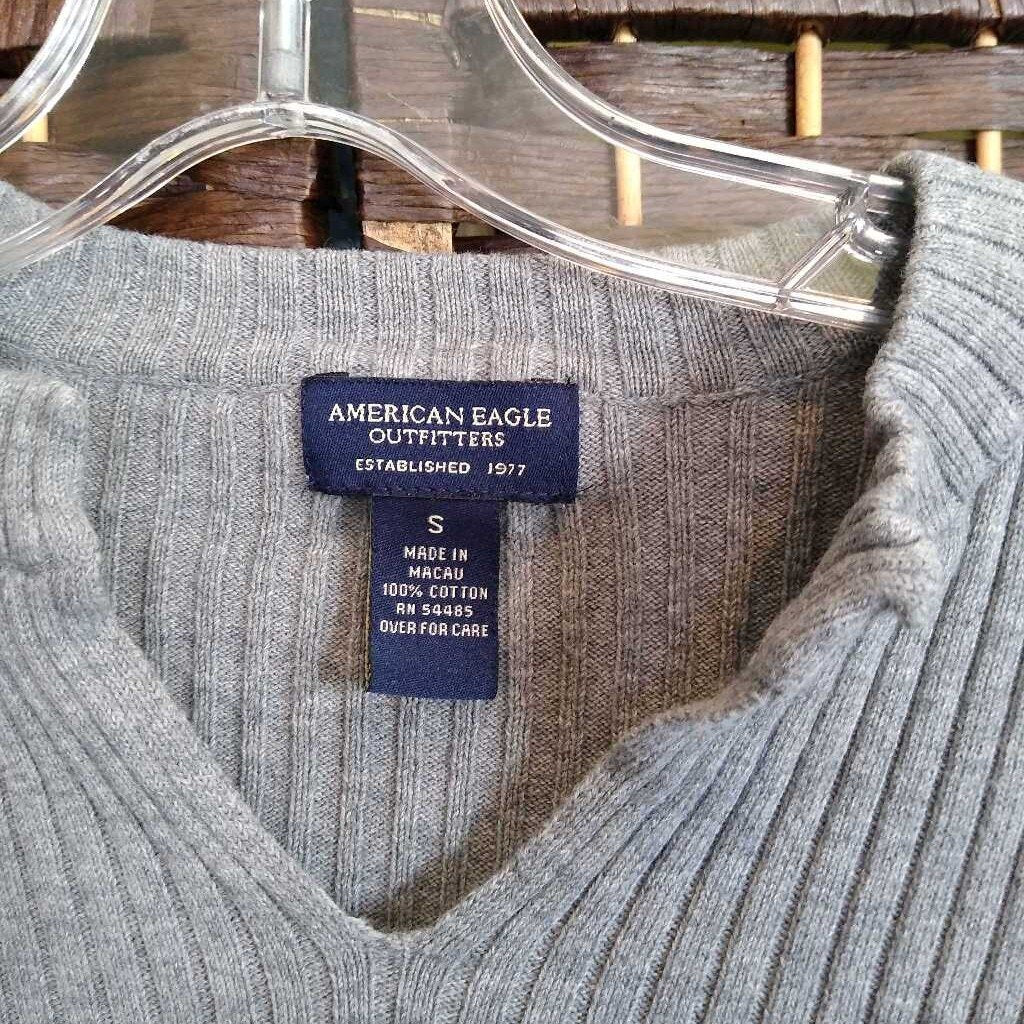 AMERICAN EAGLE
OUTFITTERS
ESTABLISHED 1977
S
MADE IN
MACAU
100% COTTON
RN 54485
OVER FOR CARE